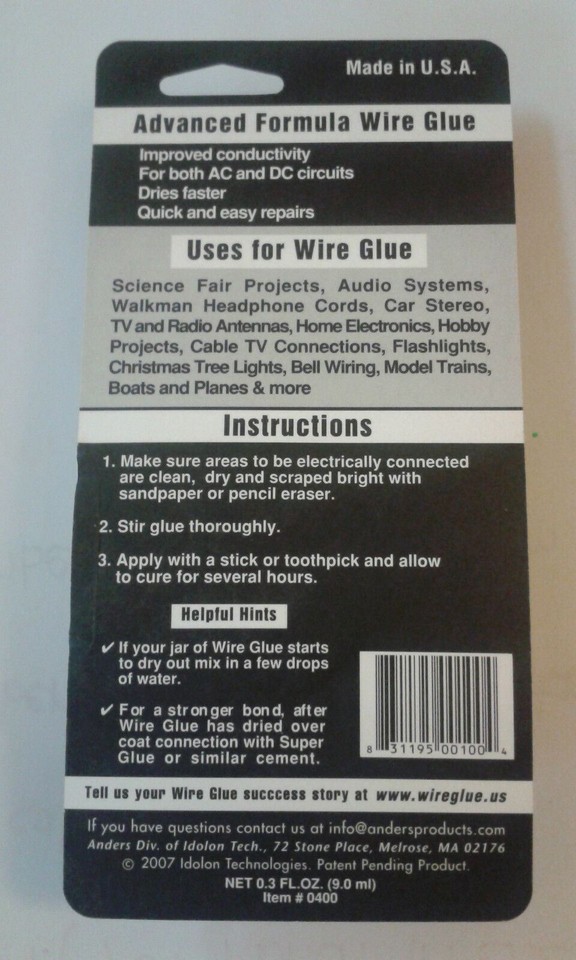 Made in U.S.A.
Advanced Formula Wire Glue
Improved conductivity
For both AC and DC circuits
Dries faster
Quick and easy repairs
Uses for Wire Glue
Science Fair Projects, Audio Systems,
Walkman Headphone Cords, Car Stereo,
TV and Radio Antennas, Home Electronics, Hobby
Projects, Cable TV Connections, Flashlights,
Christmas Tree Lights, Bell Wiring, Model Trains,
Boats and Planes & more
Instructions
1. Make sure areas to be electrically connected
are clean, dry and scraped bright with
sandpaper or pencil eraser.
2. Stir glue thoroughly.
3. Apply with a stick or toothpick and allow
to cure for several hours.
Helpful Hints
✔ If your jar of Wire Glue starts
to dry out mix in a few drops
of water.
✔ For a stronger bond, after
Wire Glue has dried over
coat connection with Super
Glue or similar cement.
8 31195 00100 4
Tell us your Wire Glue succcess story at www.wireglue.us
If you have questions contact us at info@andersproducts.com
Anders Div. of Idolon Tech., 72 Stone Place, Melrose, MA 02176
© 2007 Idolon Technologies. Patent Pending Product.
NET 0.3 FL.OZ. (9.0 ml)
Item # 0400